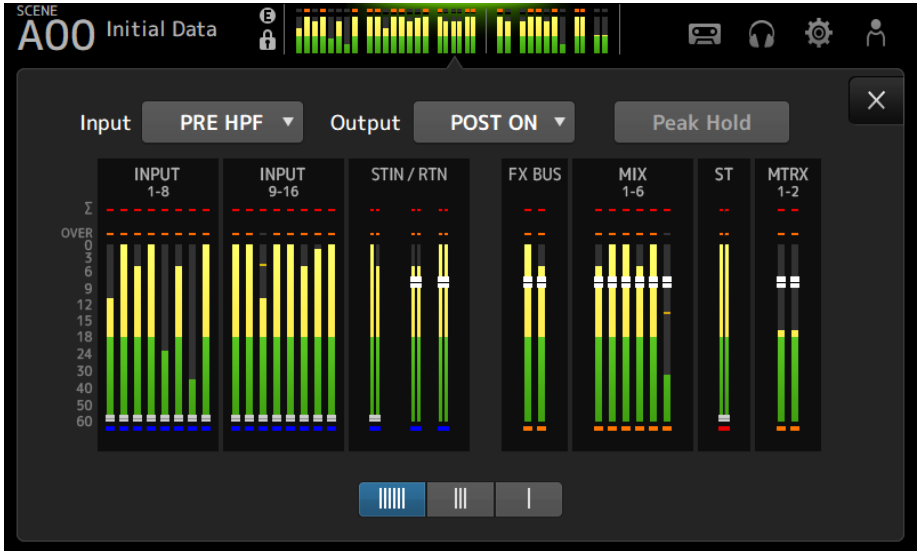 SCENE
A00 Initial Data E
Input PRE HPF Output POST ON Peak Hold
INPUT INPUT STIN / RTN FX BUS MIX ST MTRX
1-8 9-16 1-6 1-2
Σ
OVER
0
3
6
9
12
15
18
24
30
40
50
60